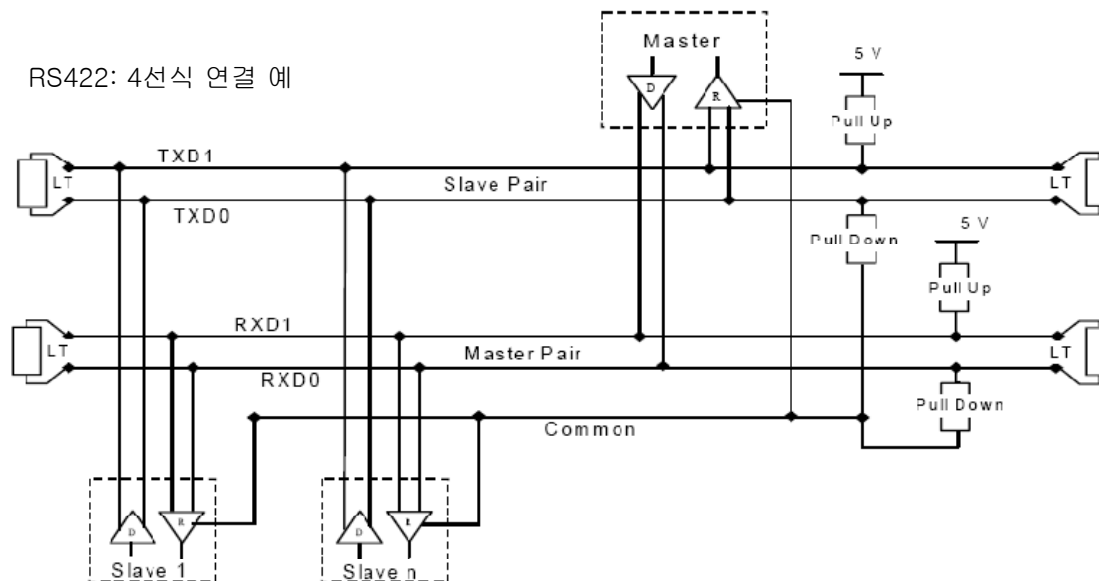 RS422: 4선식 연결 예
Master
D
R
5 V
Pull Up
TXD1
LT
Slave Pair
LT
TXD0
Pull Down
5 V
Pull Up
RXD1
LT
Master Pair
LT
RXD0
Pull Down
Common
D
R
D
Slave 1
Slave n